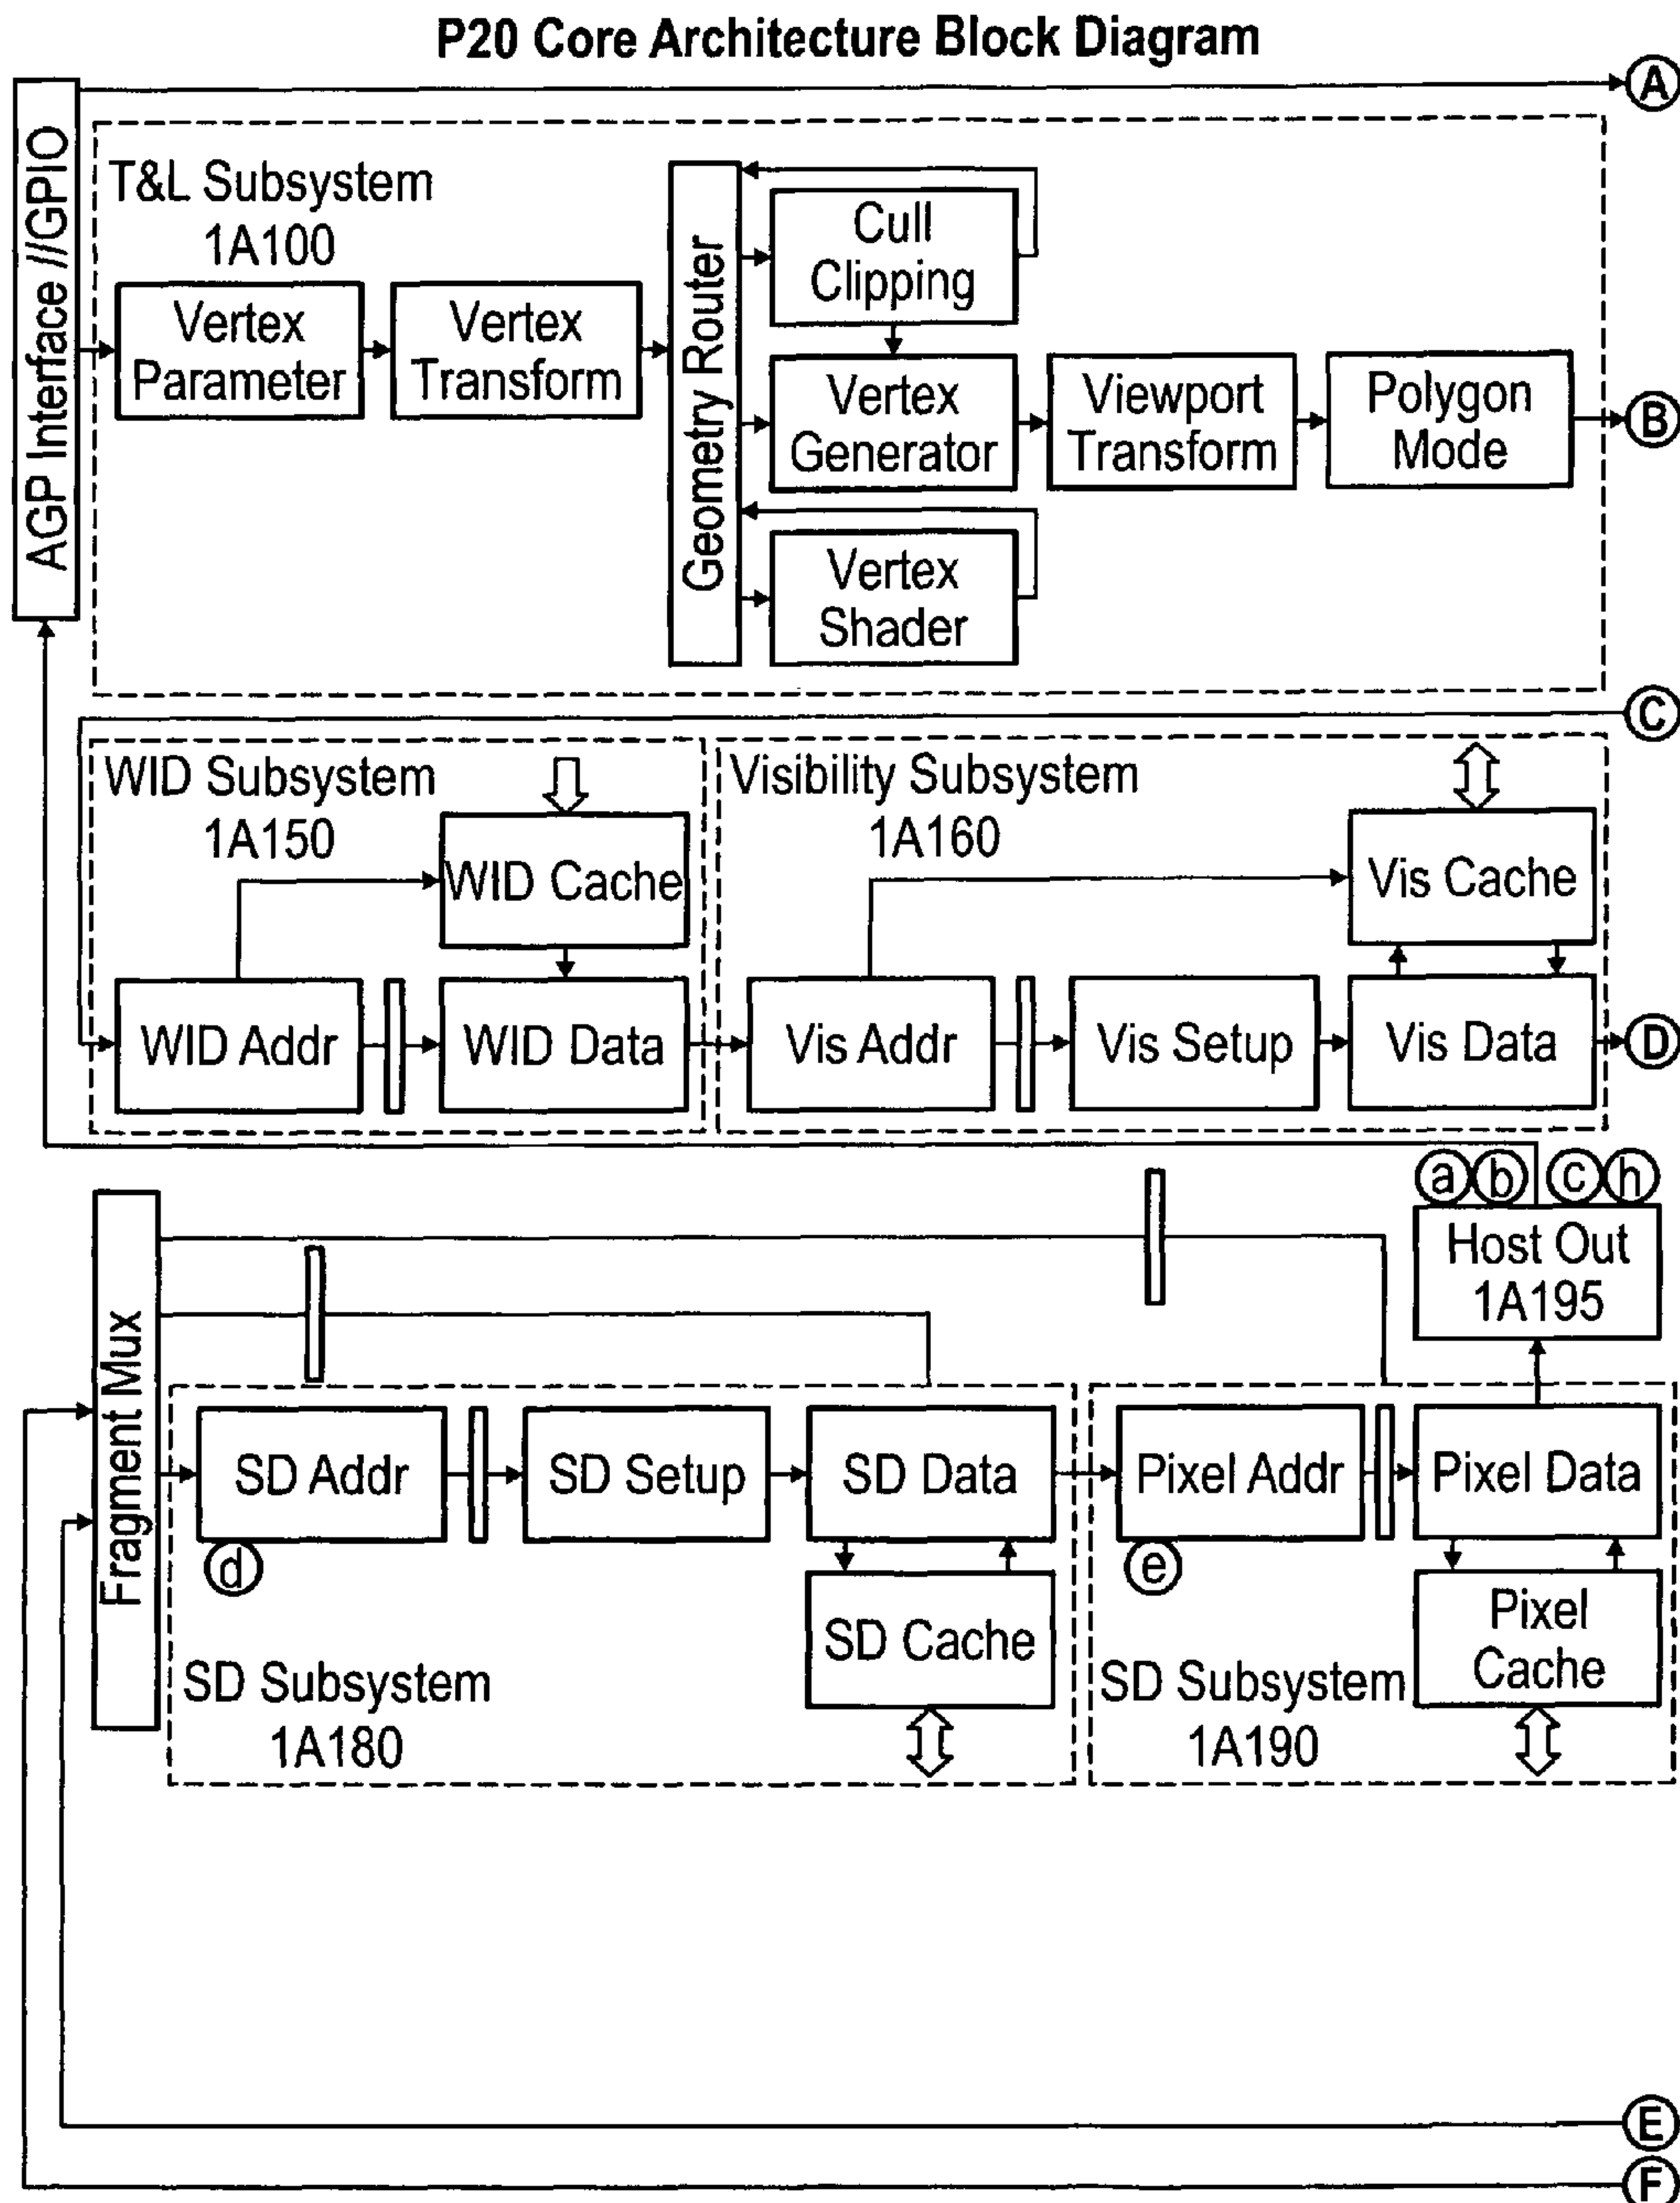 P20 Core Architecture Block Diagram
A
AGP Interface //GPIO
T&L Subsystem
1A100
Vertex
Parameter
Vertex
Transform
Geometry Router
Cull
Clipping
Vertex
Generator
Viewport
Transform
Polygon
Mode
B
Vertex
Shader
C
WID Subsystem
1A150
WID Cache
WID Addr
WID Data
Visibility Subsystem
1A160
Vis Cache
Vis Addr
Vis Setup
Vis Data
D
a b c h
Host Out
1A195
Fragment Mux
SD Addr
SD Setup
SD Data
d
SD Cache
SD Subsystem
1A180
Pixel Addr
Pixel Data
e
Pixel
Cache
SD Subsystem
1A190
E
F